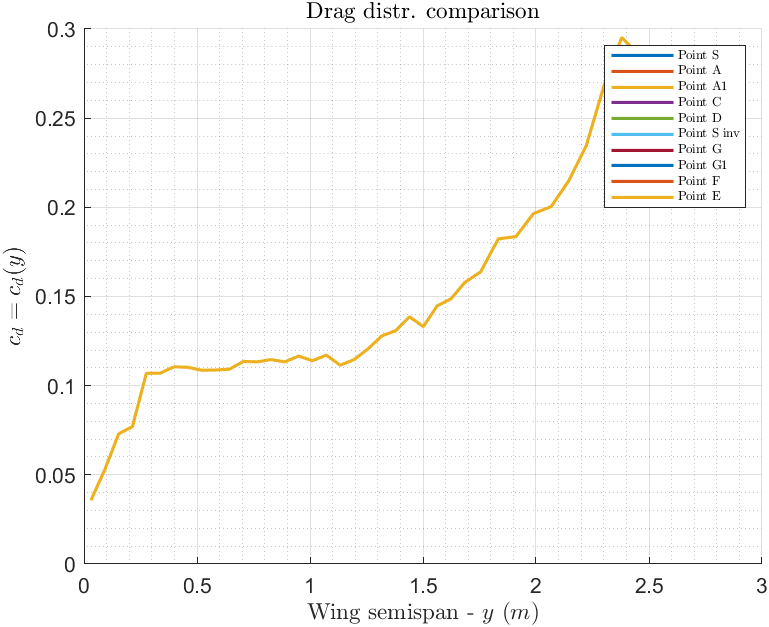 Drag distr. comparison
0.3
0.25
0.2
0.15
0.1
0.05
0
c_d = c_d(y)
Point S
Point A
Point A1
Point C
Point D
Point S inv
Point G
Point G1
Point F
Point E
0 0.5 1 1.5 2 2.5 3
Wing semispan - y (m)